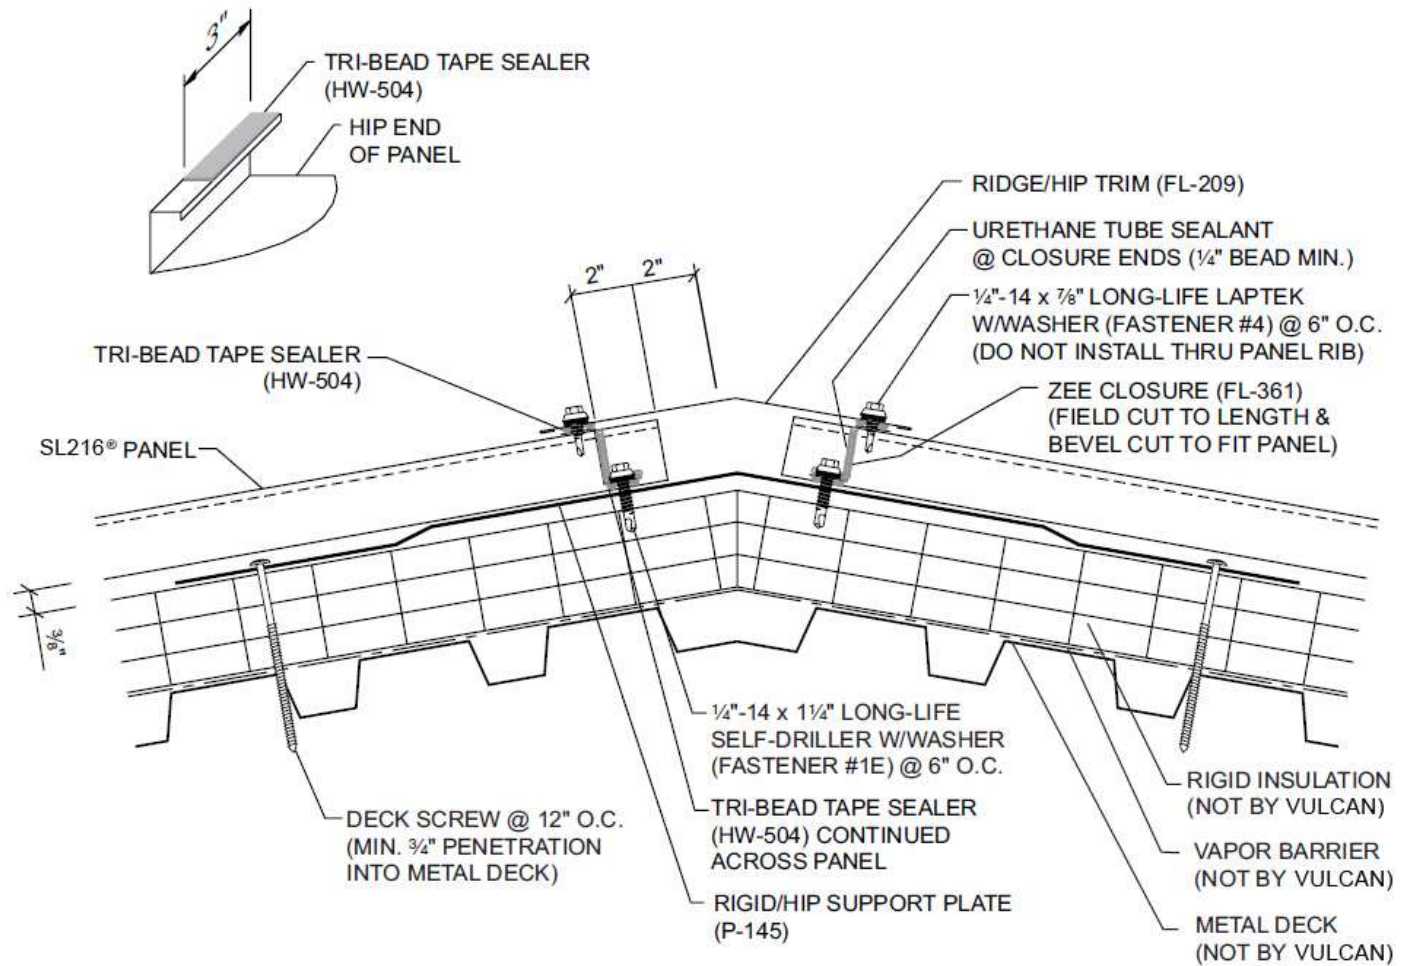 3"
TRI-BEAD TAPE SEALER
(HW-504)
HIP END
OF PANEL
RIDGE/HIP TRIM (FL-209)
URETHANE TUBE SEALANT
@ CLOSURE ENDS (¼" BEAD MIN.)
2"
2"
¼"-14 x ⅞" LONG-LIFE LAPTEK
W/WASHER (FASTENER #4) @ 6" O.C.
(DO NOT INSTALL THRU PANEL RIB)
TRI-BEAD TAPE SEALER
(HW-504)
ZEE CLOSURE (FL-361)
(FIELD CUT TO LENGTH &
BEVEL CUT TO FIT PANEL)
SL216® PANEL
⅜"
¼"-14 x 1¼" LONG-LIFE
SELF-DRILLER W/WASHER
(FASTENER #1E) @ 6" O.C.
DECK SCREW @ 12" O.C.
(MIN. ¾" PENETRATION
INTO METAL DECK)
TRI-BEAD TAPE SEALER
(HW-504) CONTINUED
ACROSS PANEL
RIGID/HIP SUPPORT PLATE
(P-145)
RIGID INSULATION
(NOT BY VULCAN)
VAPOR BARRIER
(NOT BY VULCAN)
METAL DECK
(NOT BY VULCAN)